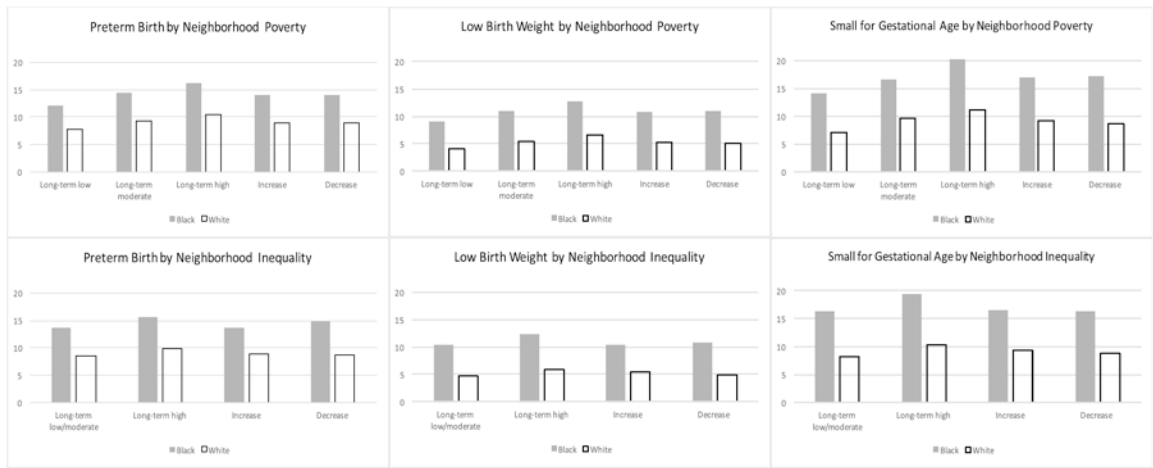 Preterm Birth by Neighborhood Poverty
20
15
10
5
0
Long-term low
Long-term moderate
Long-term high
Increase
Decrease
Black White
Low Birth Weight by Neighborhood Poverty
20
15
10
5
0
Long-term low
Long-term moderate
Long-term high
Increase
Decrease
Black White
Small for Gestational Age by Neighborhood Poverty
20
15
10
5
0
Long-term low
Long-term moderate
Long-term high
Increase
Decrease
Black White
Preterm Birth by Neighborhood Inequality
20
15
10
5
0
Long-term low/moderate
Long-term high
Increase
Decrease
Black White
Low Birth Weight by Neighborhood Inequality
20
15
10
5
0
Long-term low/moderate
Long-term high
Increase
Decrease
Black White
Small for Gestational Age by Neighborhood Inequality
20
15
10
5
0
Long-term low/moderate
Long-term high
Increase
Decrease
Black White